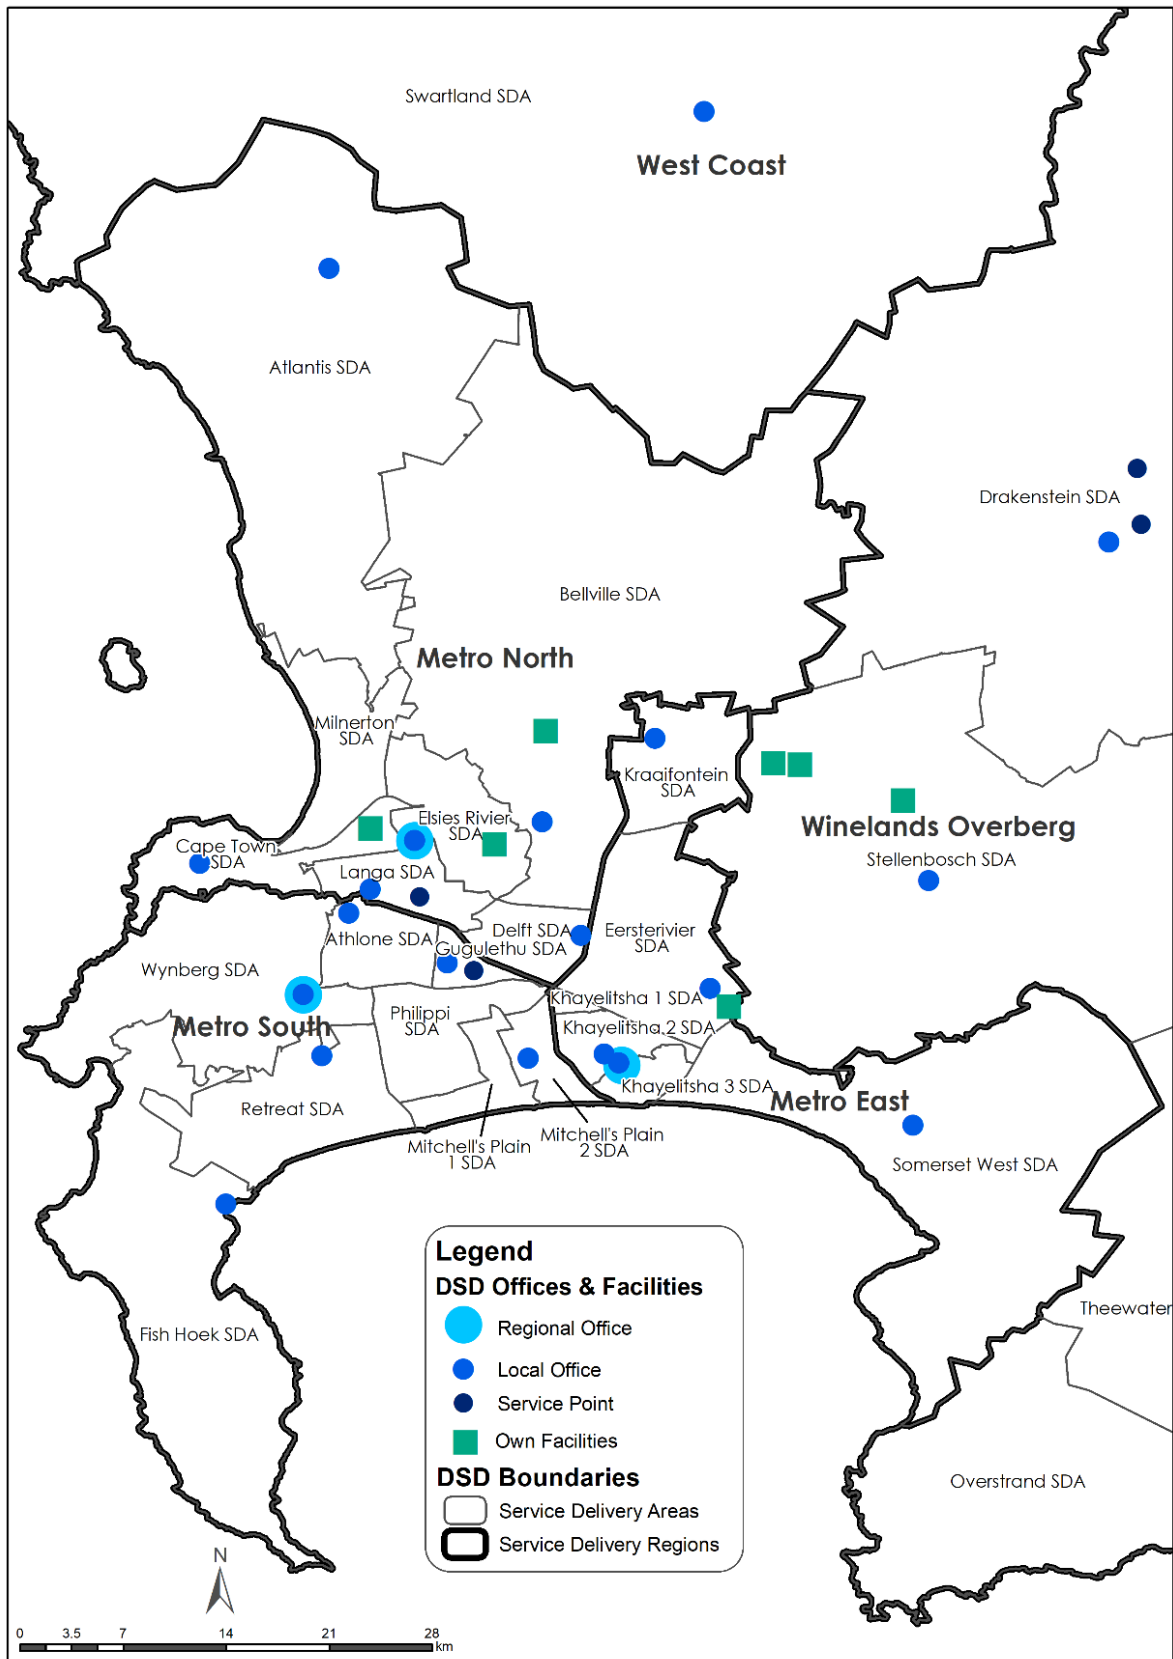 Swartland SDA
West Coast
Atlantis SDA
Drakenstein SDA
Bellville SDA
Metro North
Milnerton
SDA
Kraaifontein
SDA
Elsies Rivier
SDA
Winelands Overberg
Cape Town
SDA
Stellenbosch SDA
Langa SDA
Delft SDA
Eersterivier
SDA
Athlone SDA
Gugulethu SDA
Wynberg SDA
Khayelitsha 1 SDA
Philippi
SDA
Metro South
Khayelitsha 2 SDA
Khayelitsha 3 SDA
Metro East
Retreat SDA
Mitchell's Plain
1 SDA
Mitchell's Plain
2 SDA
Somerset West SDA
Legend
DSD Offices & Facilities
Regional Office
Local Office
Service Point
Own Facilities
DSD Boundaries
Service Delivery Areas
Service Delivery Regions
Theewater
Fish Hoek SDA
Overstrand SDA
N
0 3.5 7 14 21 28
km